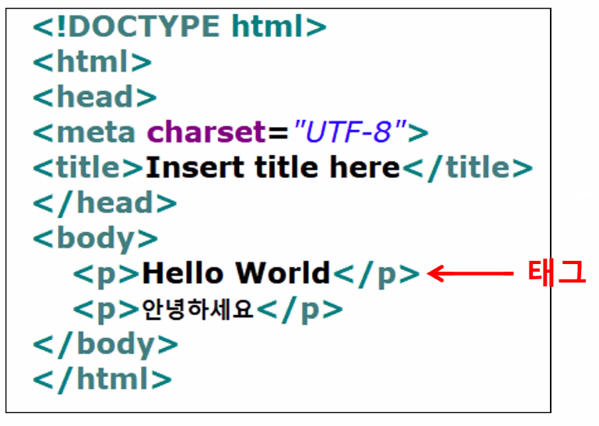 <!DOCTYPE html>
<html>
<head>
<meta charset="UTF-8">
<title>Insert title here</title>
</head>
<body>
<p>Hello World</p> 태그
<p>안녕하세요</p>
</body>
</html>